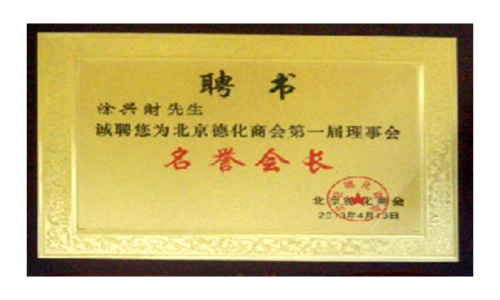 聘书
徐兴财 先生
诚聘您为北京德化商会第一届理事会
名誉会长
北京德化商会
2013年4月13日